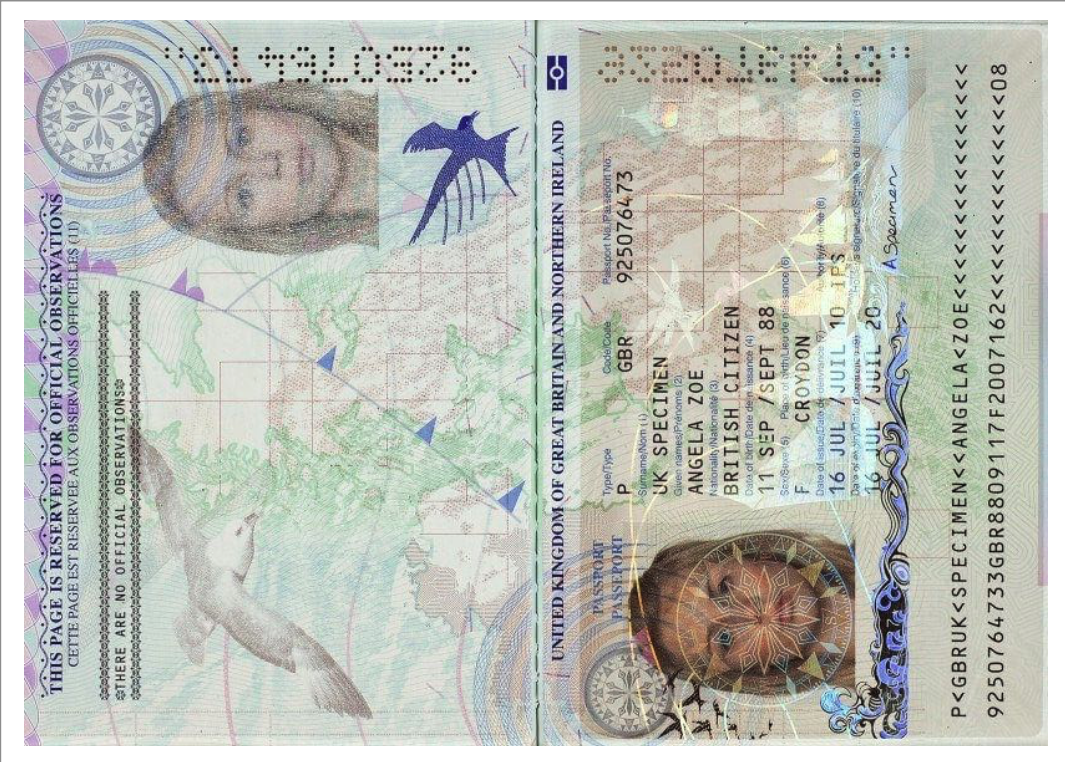 THIS PAGE IS RESERVED FOR OFFICIAL OBSERVATIONS
CETTE PAGE EST RESERVEE AUX OBSERVATIONS OFFICIELLES (11)
*THERE ARE NO OFFICIAL OBSERVATIONS*
925076473
UNITED KINGDOM OF GREAT BRITAIN AND NORTHERN IRELAND
PASSPORT
PASSEPORT
Type/Type Code/Code Passport No./Passeport No.
P GBR 925076473
Surname/Nom (1)
UK SPECIMEN
Given names/Prénoms (2)
ANGELA ZOE
Nationality/Nationalité (3)
BRITISH CITIZEN
Date of birth/Date de naissance (4)
11 SEP /SEPT 88
Sex/Sexe (5) Place of birth/Lieu de naissance (6)
F CROYDON
Date of issue/Date de délivrance (7) Authority/Autorité (8)
16 JUL /JUIL 10 IPS
Date of expiry/Date d'expiration (9) Holder's signature/Signature du titulaire (10)
16 JUL /JUIL 20
A Specimen
P<GBRUK<SPECIMEN<<ANGELA<ZOE<<<<<<<<<<<<<<<<
9250764733GBR8809117F2007162<<<<<<<<<<<<<<08